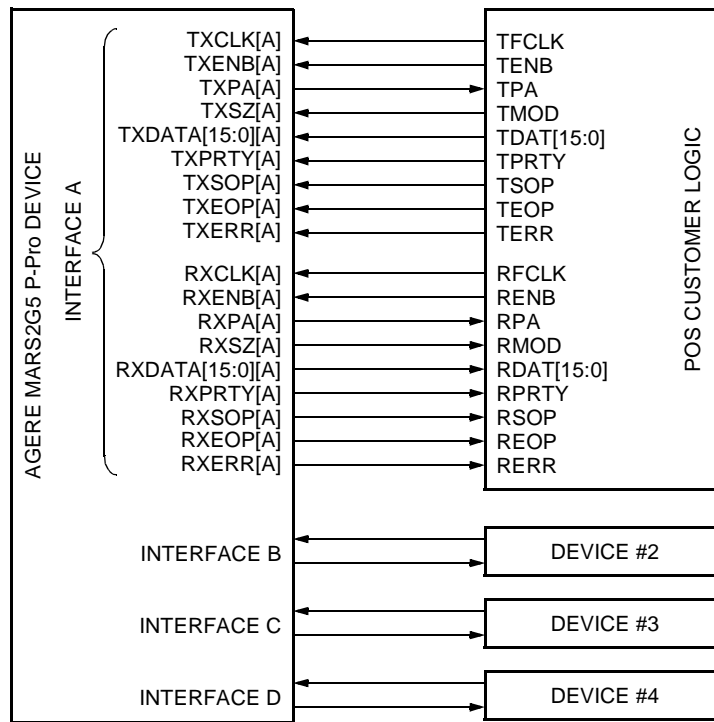 AGERE MARS2G5 P-Pro DEVICE
INTERFACE A
TXCLK[A] TFCLK
TXENB[A] TENB
TXPA[A] TPA
TXSZ[A] TMOD
TXDATA[15:0][A] TDAT[15:0]
TXPRTY[A] TPRTY
TXSOP[A] TSOP
TXEOP[A] TEOP
TXERR[A] TERR
RXCLK[A] RFCLK
RXENB[A] RENB
RXPA[A] RPA
RXSZ[A] RMOD
RXDATA[15:0][A] RDAT[15:0]
RXPRTY[A] RPRTY
RXSOP[A] RSOP
RXEOP[A] REOP
RXERR[A] RERR
POS CUSTOMER LOGIC
INTERFACE B DEVICE #2
INTERFACE C DEVICE #3
INTERFACE D DEVICE #4